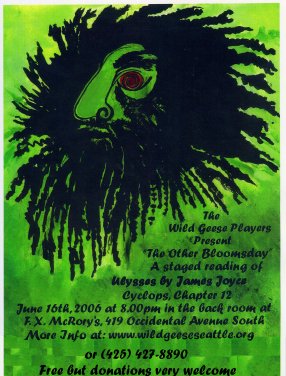 The
Wild Geese Players
Present
'The Other Bloomsday'
A staged reading of
Ulysses by James Joyce
Cyclops, Chapter 12
June 16th, 2006 at 8.00pm in the back room at
F. X. McRory's, 419 Occidental Avenue South
More Info at: www.wildgeeseseattle.org
or (425) 427-8890
Free but donations very welcome